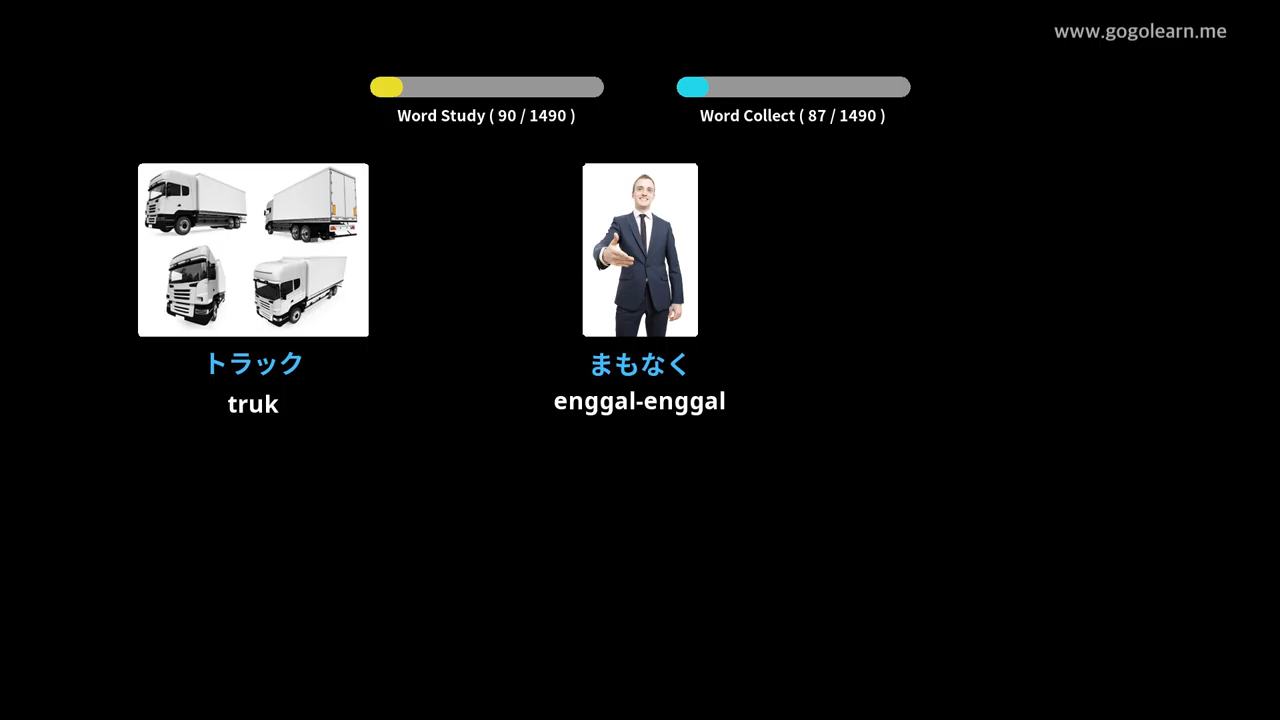 www.gogolearn.me
Word Study ( 90 / 1490 )
Word Collect ( 87 / 1490 )
トラック
truk
まもなく
enggal-enggal